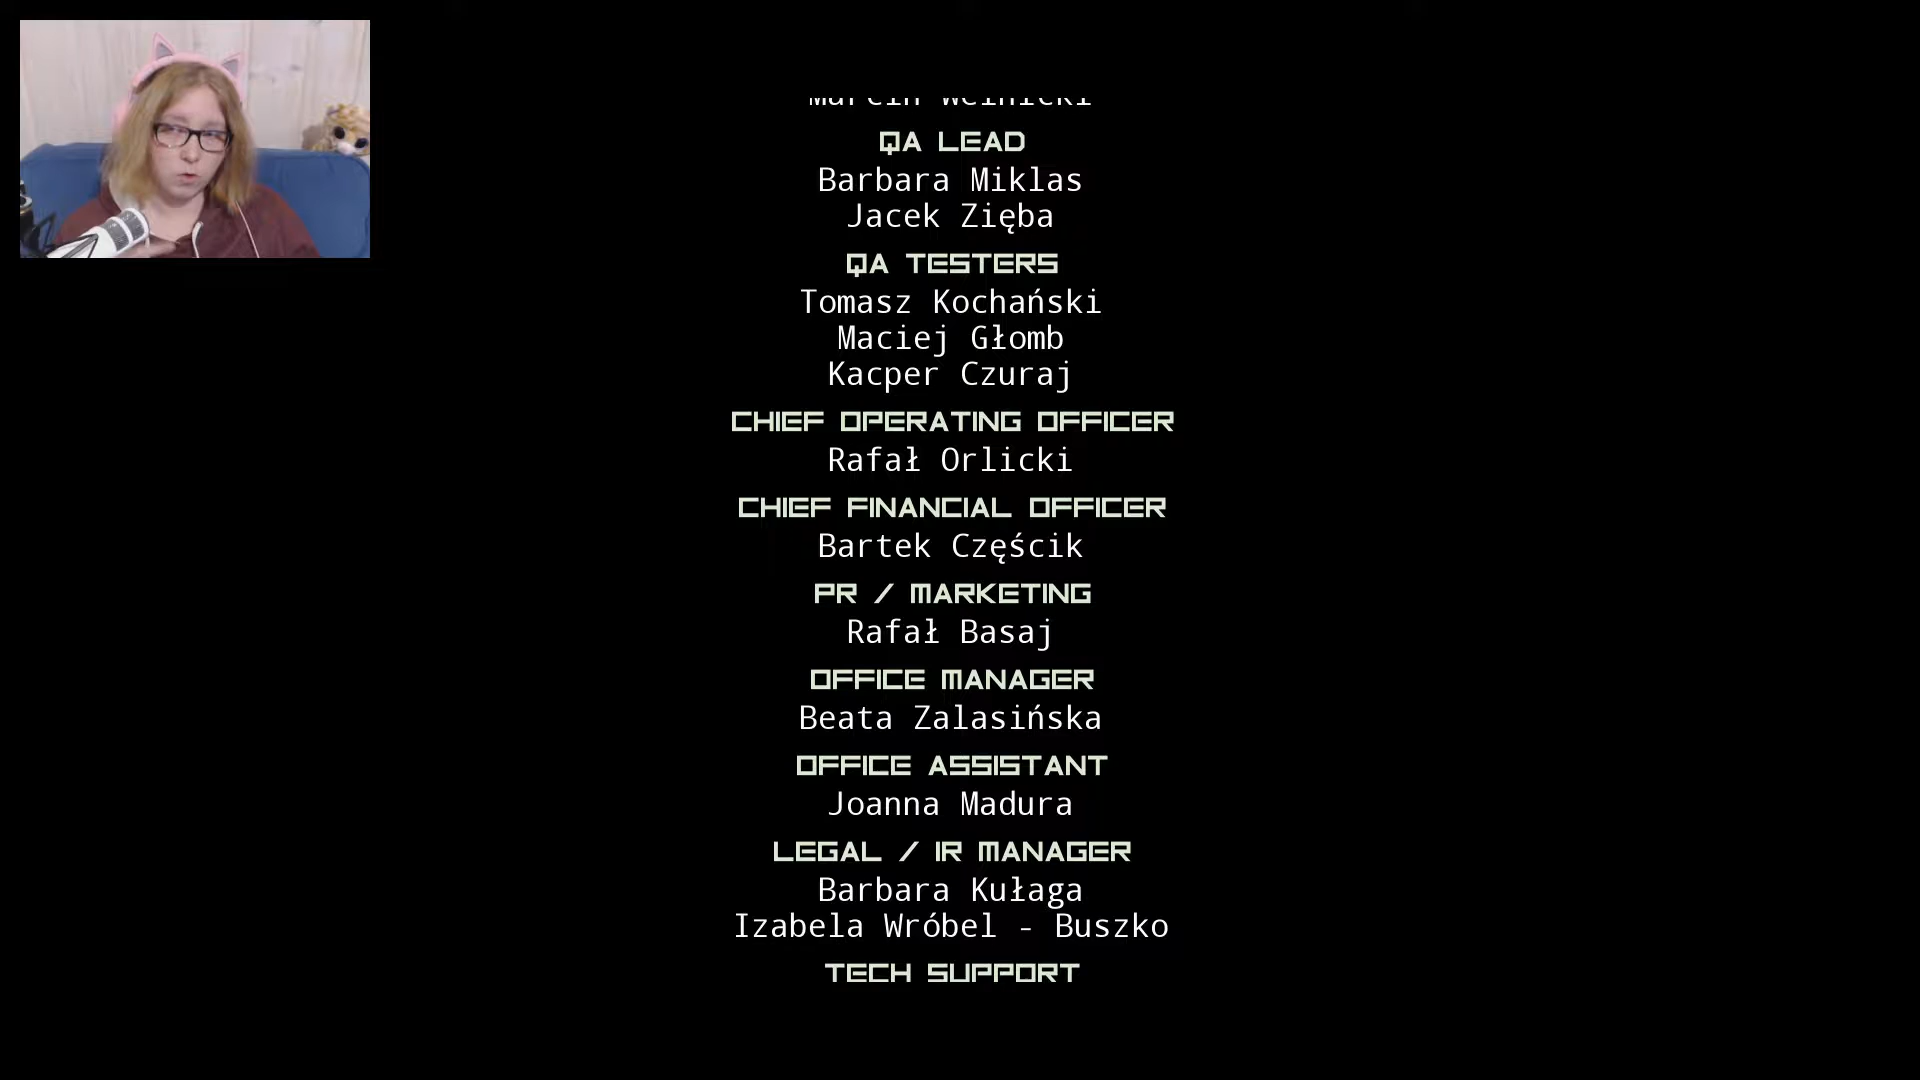 QA LEAD
Barbara Miklas
Jacek Zięba
QA TESTERS
Tomasz Kochański
Maciej Głomb
Kacper Czuraj
CHIEF OPERATING OFFICER
Rafał Orlicki
CHIEF FINANCIAL OFFICER
Bartek Częścik
PR / MARKETING
Rafał Basaj
OFFICE MANAGER
Beata Zalasińska
OFFICE ASSISTANT
Joanna Madura
LEGAL / IR MANAGER
Barbara Kułaga
Izabela Wróbel - Buszko
TECH SUPPORT